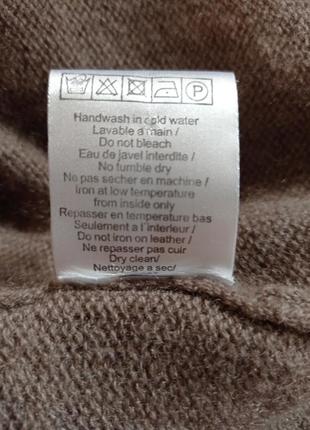 P
Handwash in cold water
Lavable a main/
Do not bleach
Eau de javel interdite /
No tumble dry
Ne pas secher en machine /
Iron at low temperature
from inside only
Repasser en temperature bas
Seulement a l'interieur /
Do not iron on leather /
Ne repasser pas cuir
Dry clean/
Nettoyage a sec/